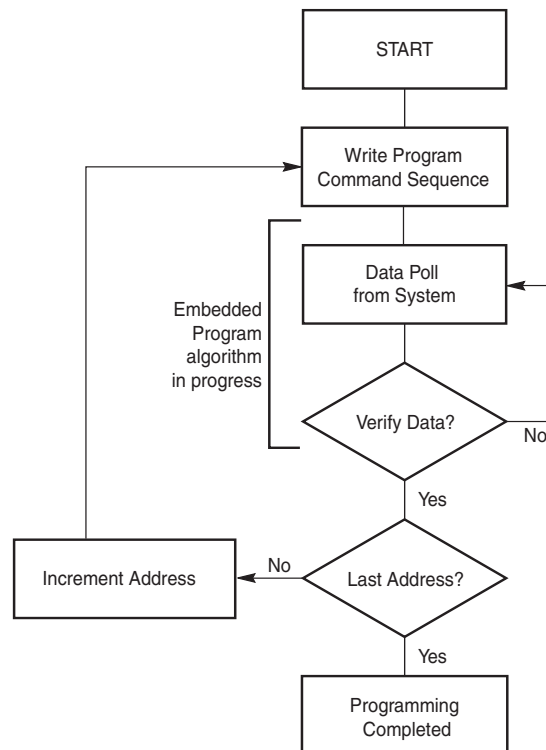 START
Write Program
Command Sequence
Data Poll
from System
Embedded
Program
algorithm
in progress
Verify Data?
No
Yes
Increment Address
No
Last Address?
Yes
Programming
Completed